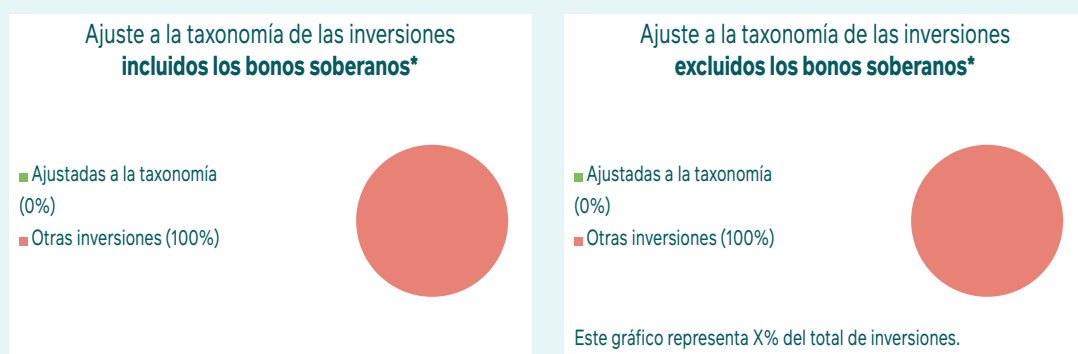 Ajuste a la taxonomía de las inversiones
incluidos los bonos soberanos*
Ajustadas a la taxonomía
(0%)
Otras inversiones (100%)
Ajuste a la taxonomía de las inversiones
excluidos los bonos soberanos*
Ajustadas a la taxonomía
(0%)
Otras inversiones (100%)
Este gráfico representa X% del total de inversiones.